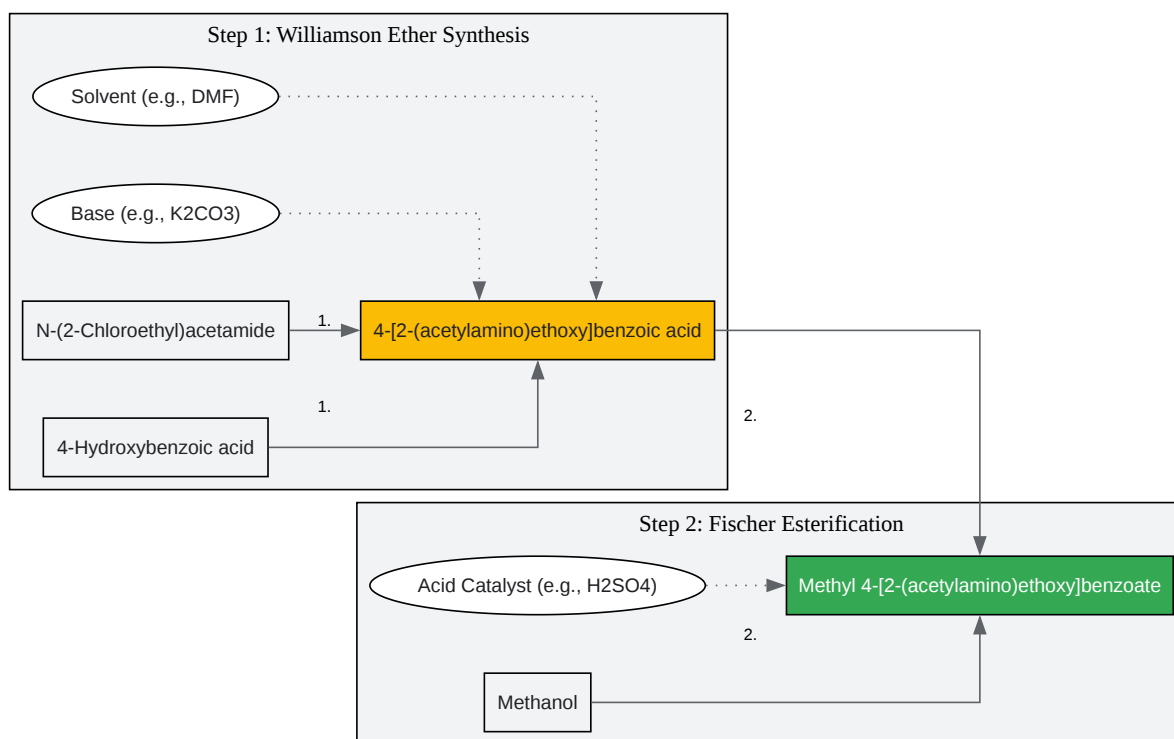 Step 1: Williamson Ether Synthesis
Solvent (e.g., DMF)
Base (e.g., K2CO3)
N-(2-Chloroethyl)acetamide
1.
4-[2-(acetylamino)ethoxy]benzoic acid
1.
2.
4-Hydroxybenzoic acid
Step 2: Fischer Esterification
Acid Catalyst (e.g., H2SO4)
Methyl 4-[2-(acetylamino)ethoxy]benzoate
2.
Methanol